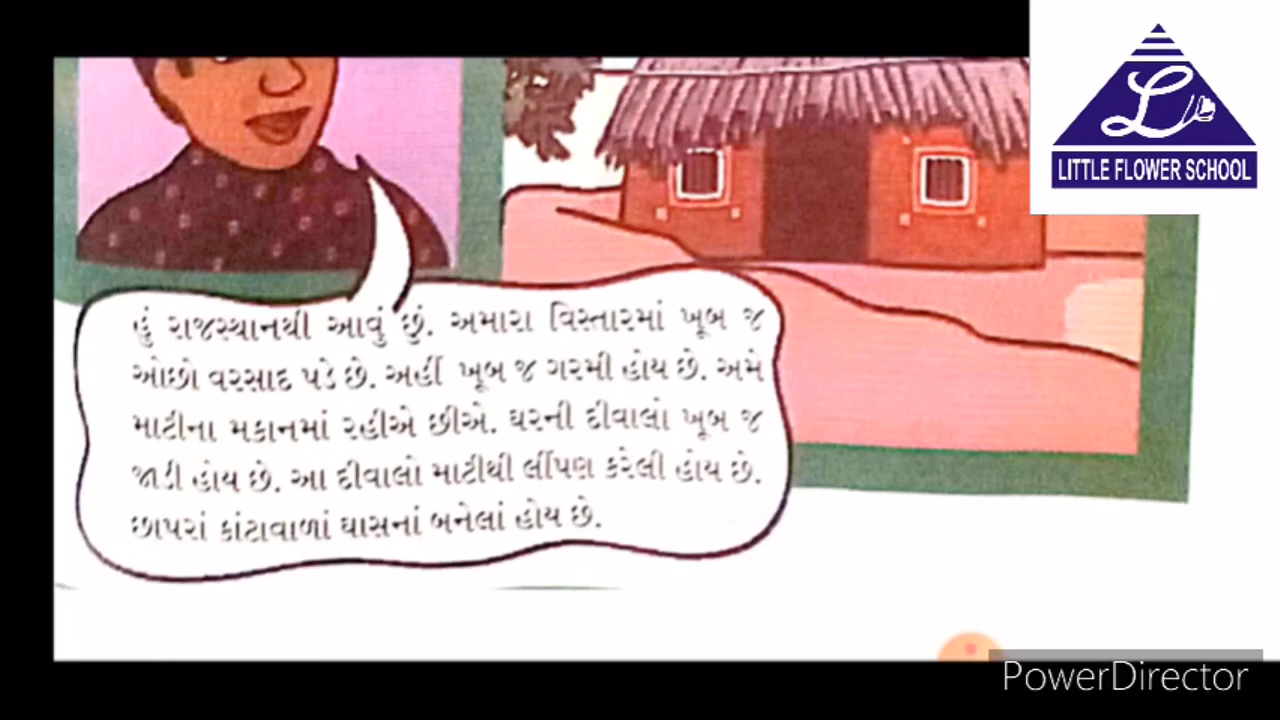 LITTLE FLOWER SCHOOL
હું રાજસ્થાનથી આવું છું. અમારા વિસ્તારમાં ખૂબ જ
ઓછો વરસાદ પડે છે. અહીં ખૂબ જ ગરમી હોય છે. અમે
માટીના મકાનમાં રહીએ છીએ. ઘરની દીવાલો ખૂબ જ
જાડી હોય છે. આ દીવાલો માટીથી લીંપણ કરેલી હોય છે.
છાપરાં કાંટાવાળાં ઘાસનાં બનેલાં હોય છે.
PowerDirector